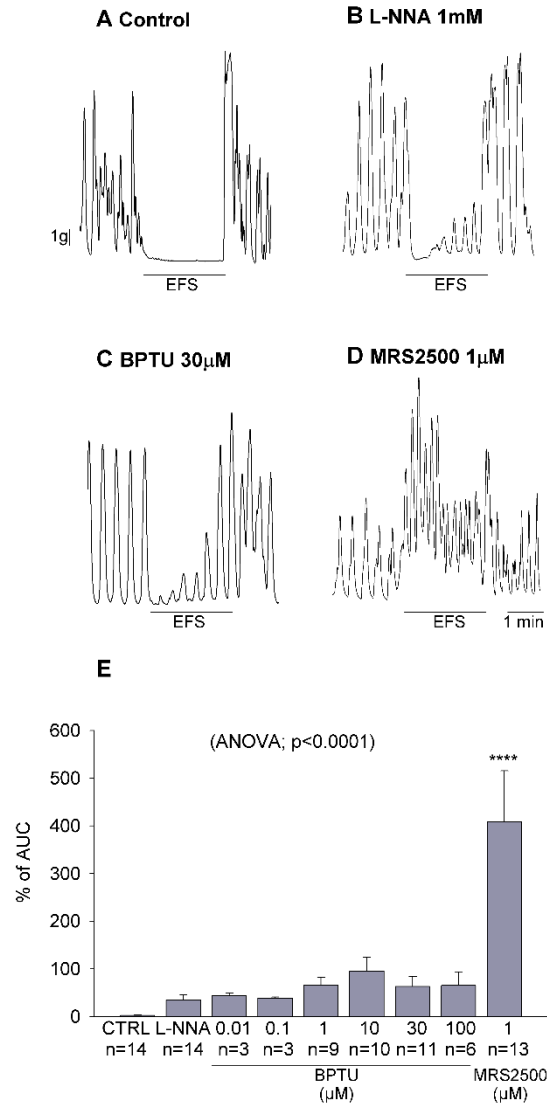 A Control
B L-NNA 1mM
1g
EFS
EFS
C BPTU 30μM
D MRS2500 1μM
EFS
EFS
1 min
E
600
(ANOVA; p<0.0001)
500
****
400
300
200
100
0
% of AUC
CTRL L-NNA 0.01 0.1 1 10 30 100 1
n=14 n=14 n=3 n=3 n=9 n=10 n=11 n=6 n=13
BPTU MRS2500
(μM) (μM)